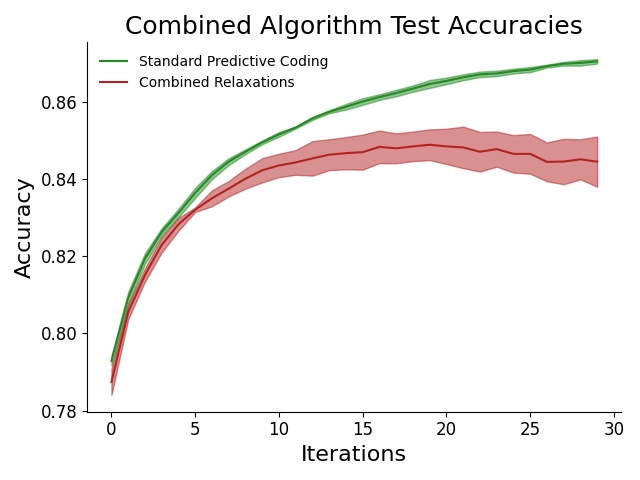 Combined Algorithm Test Accuracies
Standard Predictive Coding
Combined Relaxations
Accuracy
0.86
0.84
0.82
0.80
0.78
0 5 10 15 20 25 30
Iterations